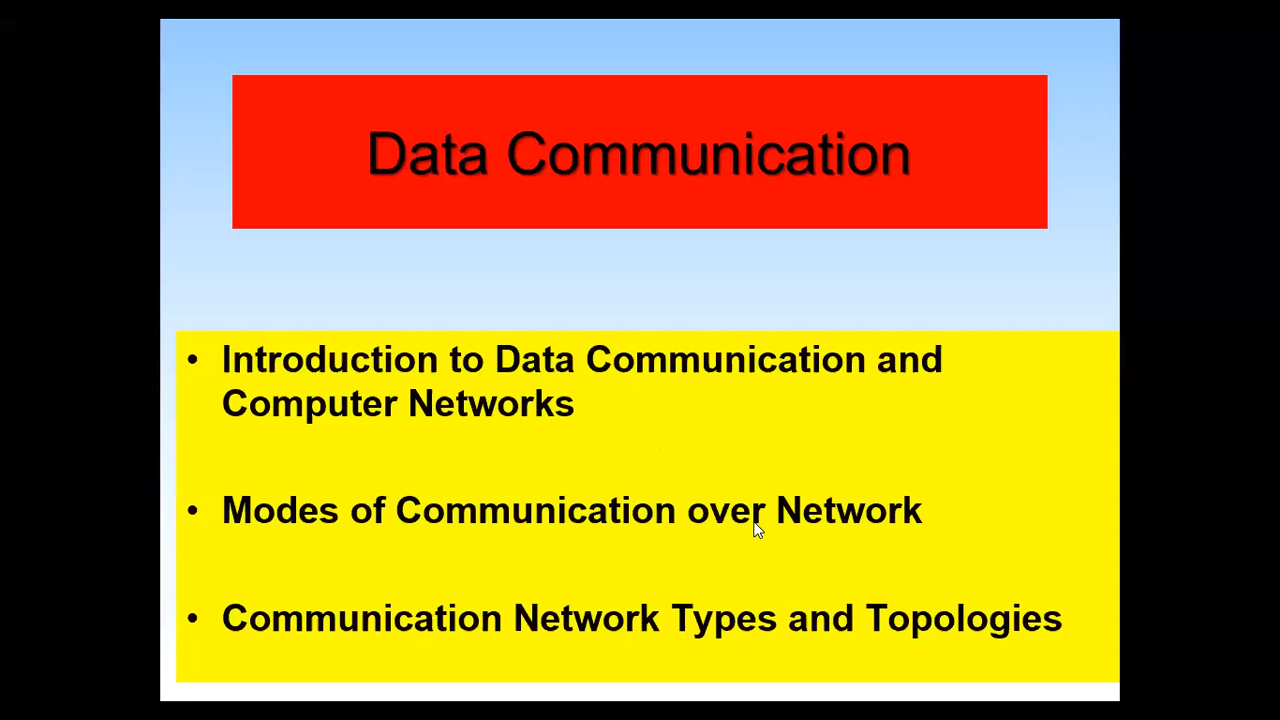 Data Communication
• Introduction to Data Communication and
Computer Networks
• Modes of Communication over Network
• Communication Network Types and Topologies